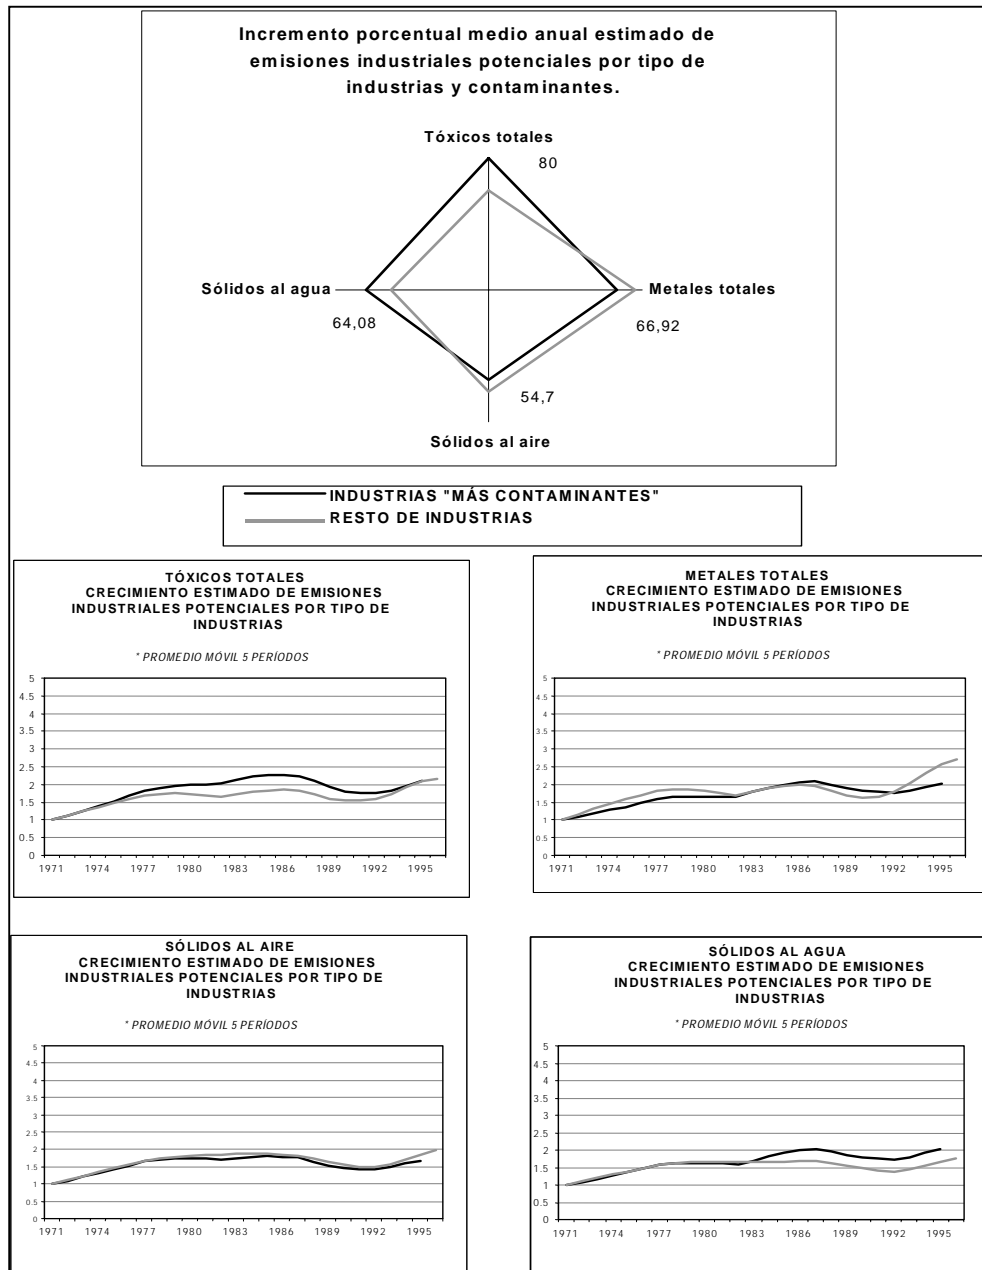 Incremento porcentual medio anual estimado de
emisiones industriales potenciales por tipo de
industrias y contaminantes.
Tóxicos totales
80
Sólidos al agua
Metales totales
64,08
66,92
54,7
Sólidos al aire
INDUSTRIAS "MÁS CONTAMINANTES"
RESTO DE INDUSTRIAS
TÓXICOS TOTALES
CRECIMIENTO ESTIMADO DE EMISIONES
INDUSTRIALES POTENCIALES POR TIPO DE
INDUSTRIAS
* PROMEDIO MÓVIL 5 PERÍODOS
5
4.5
4
3.5
3
2.5
2
1.5
1
0.5
0
1971 1974 1977 1980 1983 1986 1989 1992 1995
METALES TOTALES
CRECIMIENTO ESTIMADO DE EMISIONES
INDUSTRIALES POTENCIALES POR TIPO DE
INDUSTRIAS
* PROMEDIO MÓVIL 5 PERÍODOS
5
4.5
4
3.5
3
2.5
2
1.5
1
0.5
0
1971 1974 1977 1980 1983 1986 1989 1992 1995
SÓLIDOS AL AIRE
CRECIMIENTO ESTIMADO DE EMISIONES
INDUSTRIALES POTENCIALES POR TIPO DE
INDUSTRIAS
* PROMEDIO MÓVIL 5 PERÍODOS
5
4.5
4
3.5
3
2.5
2
1.5
1
0.5
0
1971 1974 1977 1980 1983 1986 1989 1992 1995
SÓLIDOS AL AGUA
CRECIMIENTO ESTIMADO DE EMISIONES
INDUSTRIALES POTENCIALES POR TIPO DE
INDUSTRIAS
* PROMEDIO MÓVIL 5 PERÍODOS
5
4.5
4
3.5
3
2.5
2
1.5
1
0.5
0
1971 1974 1977 1980 1983 1986 1989 1992 1995